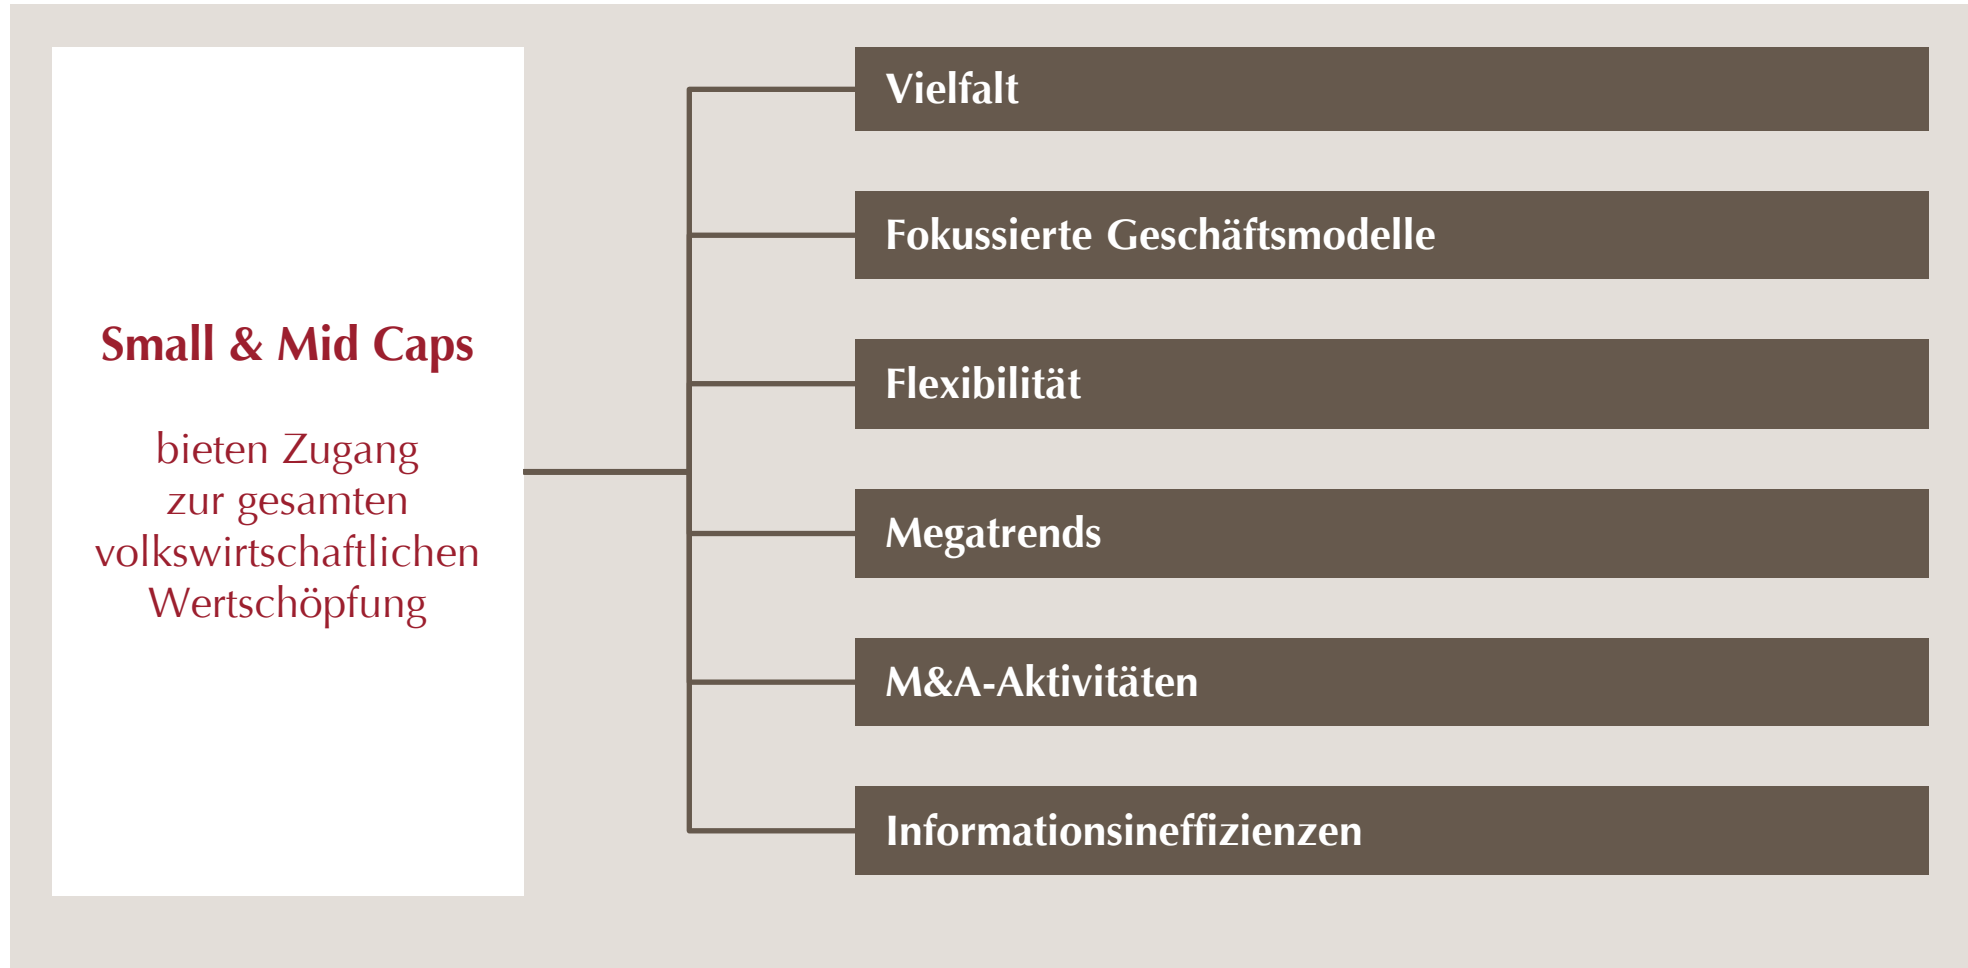 Small & Mid Caps
bieten Zugang
zur gesamten
volkswirtschaftlichen
Wertschöpfung
Vielfalt
Fokussierte Geschäftsmodelle
Flexibilität
Megatrends
M&A-Aktivitäten
Informationsineffizienzen